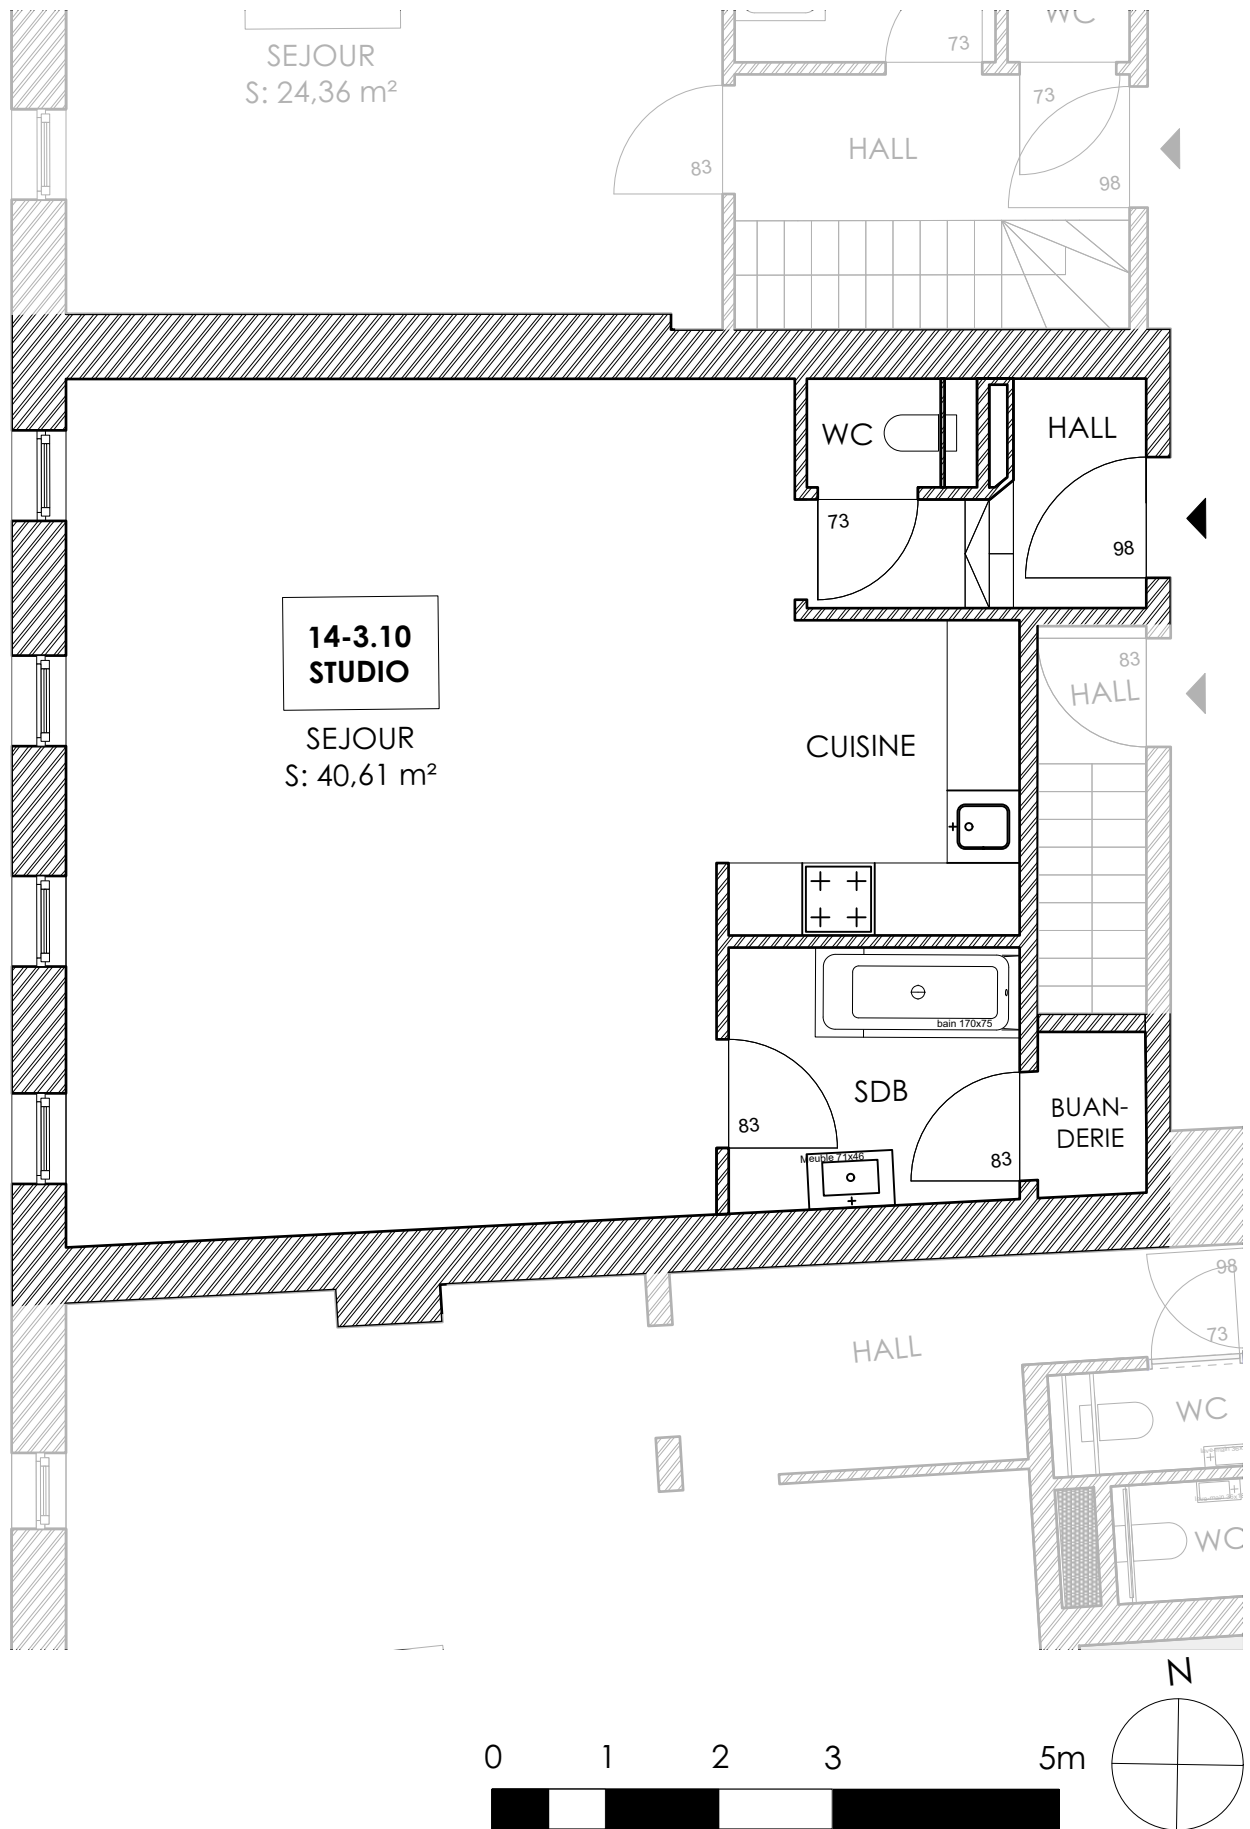 WC
73
SEJOUR
S: 24,36 m²
73
HALL
83
98
WC
HALL
73
98
14-3.10
STUDIO
83
HALL
SEJOUR
S: 40,61 m²
CUISINE
bain 170x75
SDB
BUAN-
DERIE
83
Meuble 71x46
83
98
73
HALL
WC
WC
N
0 1 2 3 5m